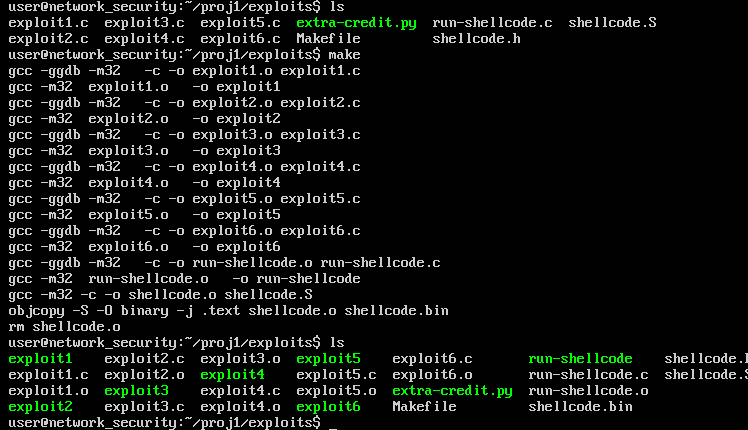 user@network_security:~/proj1/exploits$ ls
exploit1.c  exploit3.c  exploit5.c  extra-credit.py  run-shellcode.c  shellcode.S
exploit2.c  exploit4.c  exploit6.c  Makefile         shellcode.h
user@network_security:~/proj1/exploits$ make
gcc -ggdb -m32   -c -o exploit1.o exploit1.c
gcc -m32  exploit1.o   -o exploit1
gcc -ggdb -m32   -c -o exploit2.o exploit2.c
gcc -m32  exploit2.o   -o exploit2
gcc -ggdb -m32   -c -o exploit3.o exploit3.c
gcc -m32  exploit3.o   -o exploit3
gcc -ggdb -m32   -c -o exploit4.o exploit4.c
gcc -m32  exploit4.o   -o exploit4
gcc -ggdb -m32   -c -o exploit5.o exploit5.c
gcc -m32  exploit5.o   -o exploit5
gcc -ggdb -m32   -c -o exploit6.o exploit6.c
gcc -m32  exploit6.o   -o exploit6
gcc -ggdb -m32   -c -o run-shellcode.o run-shellcode.c
gcc -m32  run-shellcode.o   -o run-shellcode
gcc -m32 -c -o shellcode.o shellcode.S
objcopy -S -O binary -j .text shellcode.o shellcode.bin
rm shellcode.o
user@network_security:~/proj1/exploits$ ls
exploit1    exploit2.c  exploit3.o  exploit5    exploit6.c       run-shellcode    shellcode.h
exploit1.c  exploit2.o  exploit4    exploit5.c  exploit6.o       run-shellcode.c  shellcode.S
exploit1.o  exploit3    exploit4.c  exploit5.o  extra-credit.py  run-shellcode.o
exploit2    exploit3.c  exploit4.o  exploit6    Makefile         shellcode.bin
user@network_security:~/proj1/exploits$ _